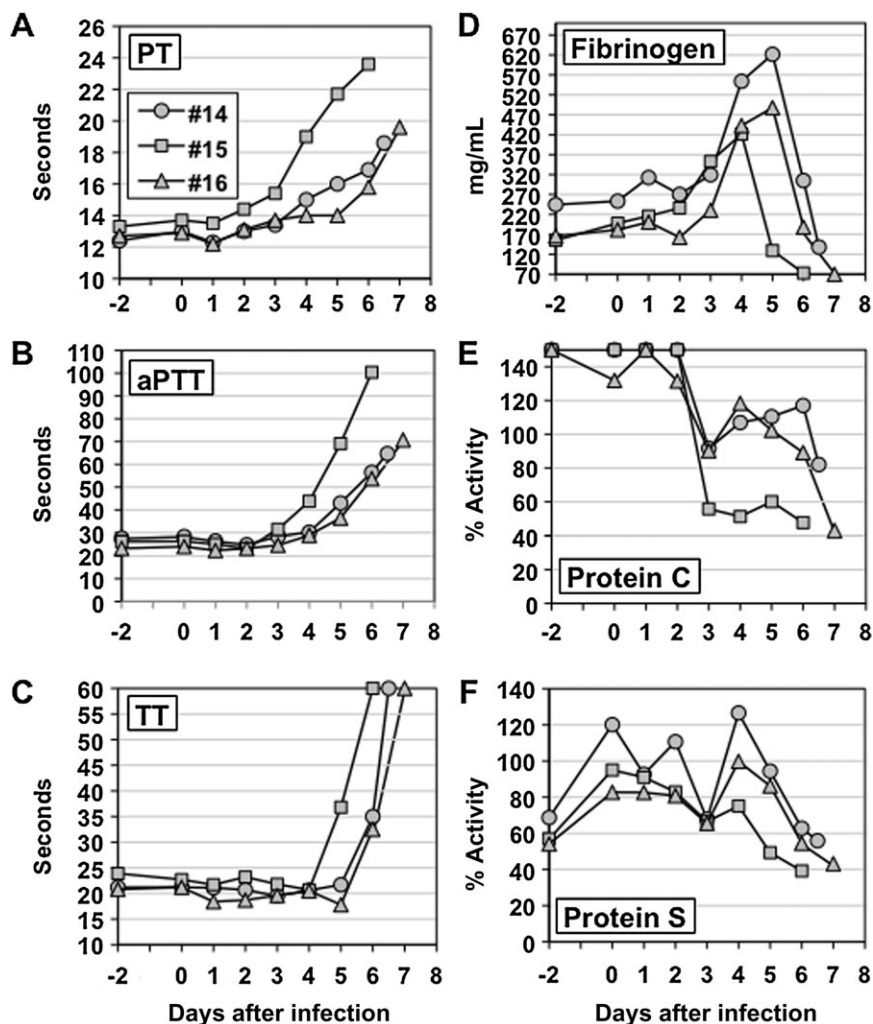 A
PT
Seconds
26
24
22
20
18
16
14
12
10
#14
#15
#16
-2 0 1 2 3 4 5 6 7 8
B
aPTT
Seconds
110
100
90
80
70
60
50
40
30
20
10
0
-2 0 1 2 3 4 5 6 7 8
C
TT
Seconds
60
55
50
45
40
35
30
25
20
15
10
-2 0 1 2 3 4 5 6 7 8
Days after infection
D
Fibrinogen
mg/mL
670
620
570
520
470
420
370
320
270
220
170
120
70
-2 0 1 2 3 4 5 6 7 8
E
% Activity
140
120
100
80
60
40
20
0
Protein C
-2 0 1 2 3 4 5 6 7 8
F
% Activity
140
120
100
80
60
40
20
0
Protein S
-2 0 1 2 3 4 5 6 7 8
Days after infection